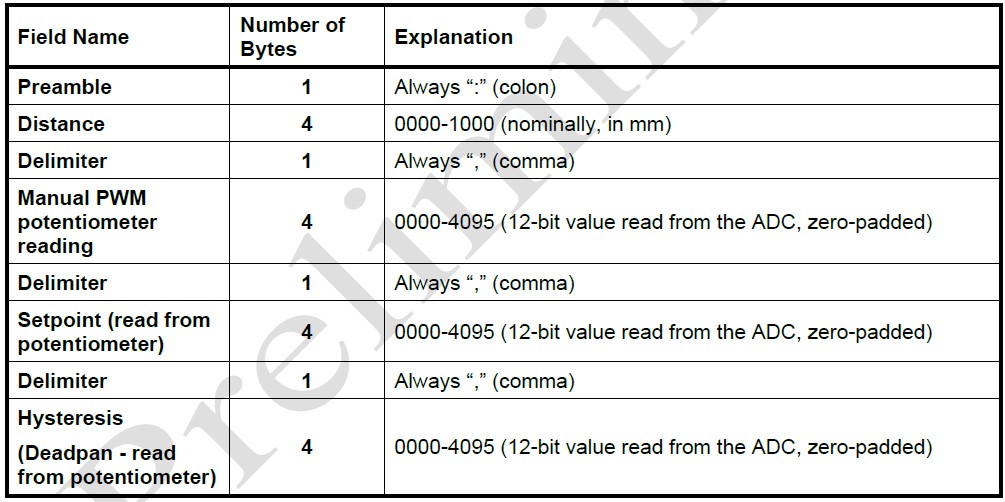 Field Name
Number of
Bytes
Explanation
Preamble
1
Always “:” (colon)
Distance
4
0000-1000 (nominally, in mm)
Delimiter
1
Always “,” (comma)
Manual PWM
potentiometer
reading
4
0000-4095 (12-bit value read from the ADC, zero-padded)
Delimiter
1
Always “,” (comma)
Setpoint (read from
potentiometer)
4
0000-4095 (12-bit value read from the ADC, zero-padded)
Delimiter
1
Always “,” (comma)
Hysteresis
(Deadpan - read
from potentiometer)
4
0000-4095 (12-bit value read from the ADC, zero-padded)
Prelimin